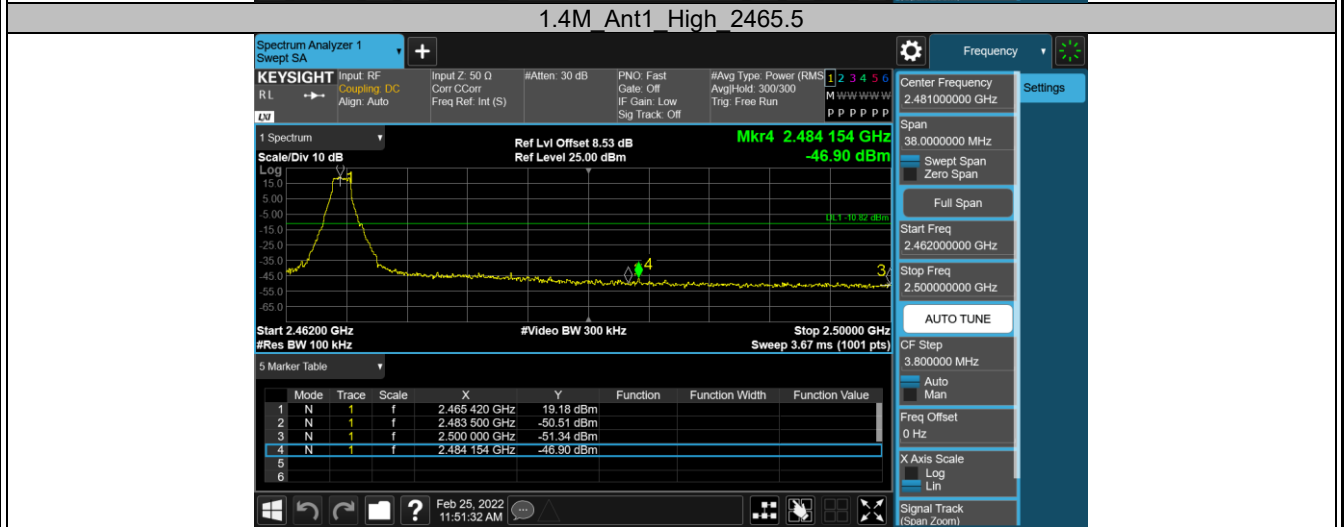 1.4M_Ant1_High_2465.5
Spectrum Analyzer 1
Swept SA
+
Frequency
KEYSIGHT Input: RF Input Z: 50 Ω #Atten: 30 dB PNO: Fast #Avg Type: Power (RMS 1 2 3 4 5 6
R L Coupling: DC Corr CCorr Gate: Off Avg|Hold: 300/300 M W W W W W
Align: Auto Freq Ref: Int (S) IF Gain: Low Trig: Free Run
LXI Sig Track: Off P P P P P P
Center Frequency
2.481000000 GHz
Settings
1 Spectrum
Ref Lvl Offset 8.53 dB
Mkr4 2.484 154 GHz
Scale/Div 10 dB
Ref Level 25.00 dBm
-46.90 dBm
Log
15.0
5.00
-5.00
DL1 -10.82 dBm
-15.0
-25.0
-35.0
4
3
-45.0
-55.0
-65.0
Start 2.46200 GHz #Video BW 300 kHz Stop 2.50000 GHz
#Res BW 100 kHz Sweep 3.67 ms (1001 pts)
Span
38.0000000 MHz
Swept Span
Zero Span
Full Span
Start Freq
2.462000000 GHz
Stop Freq
2.500000000 GHz
AUTO TUNE
CF Step
3.800000 MHz
Auto
Man
Freq Offset
0 Hz
X Axis Scale
Log
Lin
Signal Track
(Span Zoom)
5 Marker Table
Mode Trace Scale X Y Function Function Width Function Value
1 N 1 f 2.465 420 GHz 19.18 dBm
2 N 1 f 2.483 500 GHz -50.51 dBm
3 N 1 f 2.500 000 GHz -51.34 dBm
4 N 1 f 2.484 154 GHz -46.90 dBm
5
6
?
Feb 25, 2022
11:51:32 AM